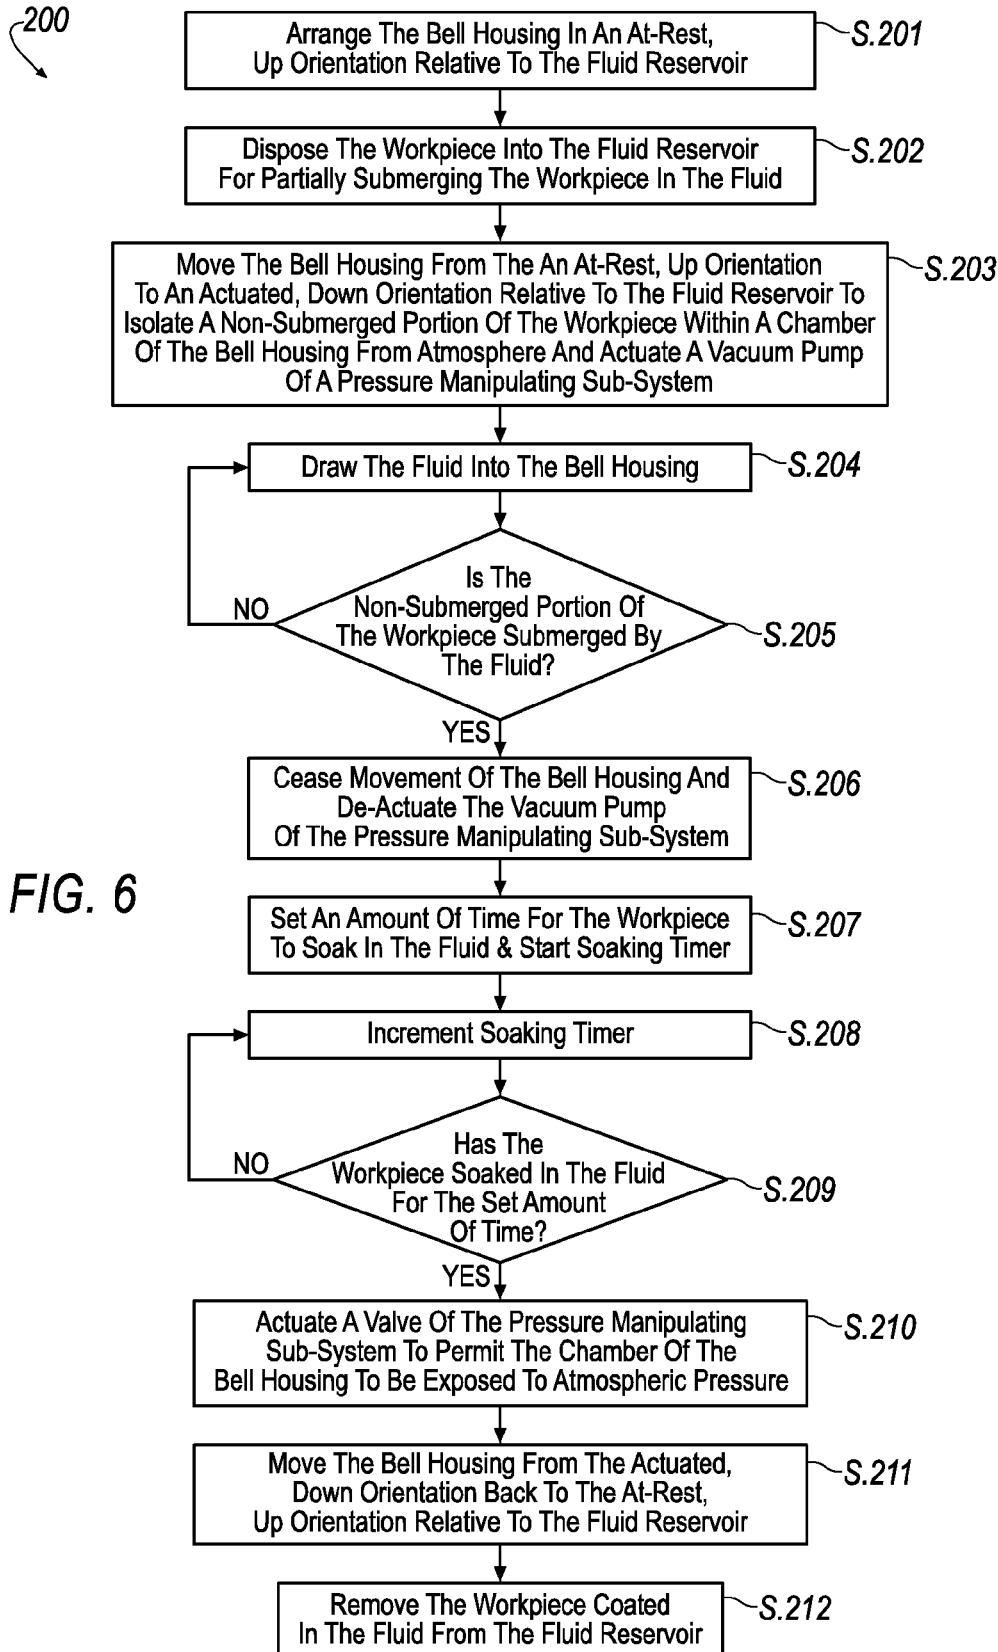 200
Arrange The Bell Housing In An At-Rest,
Up Orientation Relative To The Fluid Reservoir
S.201
Dispose The Workpiece Into The Fluid Reservoir
For Partially Submerging The Workpiece In The Fluid
S.202
Move The Bell Housing From The An At-Rest, Up Orientation
To An Actuated, Down Orientation Relative To The Fluid Reservoir To
Isolate A Non-Submerged Portion Of The Workpiece Within A Chamber
Of The Bell Housing From Atmosphere And Actuate A Vacuum Pump
Of A Pressure Manipulating Sub-System
S.203
Draw The Fluid Into The Bell Housing
S.204
Is The
Non-Submerged Portion Of
The Workpiece Submerged By
The Fluid?
S.205
NO
YES
Cease Movement Of The Bell Housing And
De-Actuate The Vacuum Pump
Of The Pressure Manipulating Sub-System
S.206
FIG. 6
Set An Amount Of Time For The Workpiece
To Soak In The Fluid & Start Soaking Timer
S.207
Increment Soaking Timer
S.208
Has The
Workpiece Soaked In The Fluid
For The Set Amount
Of Time?
S.209
NO
YES
Actuate A Valve Of The Pressure Manipulating
Sub-System To Permit The Chamber Of The
Bell Housing To Be Exposed To Atmospheric Pressure
S.210
Move The Bell Housing From The Actuated,
Down Orientation Back To The At-Rest,
Up Orientation Relative To The Fluid Reservoir
S.211
Remove The Workpiece Coated
In The Fluid From The Fluid Reservoir
S.212